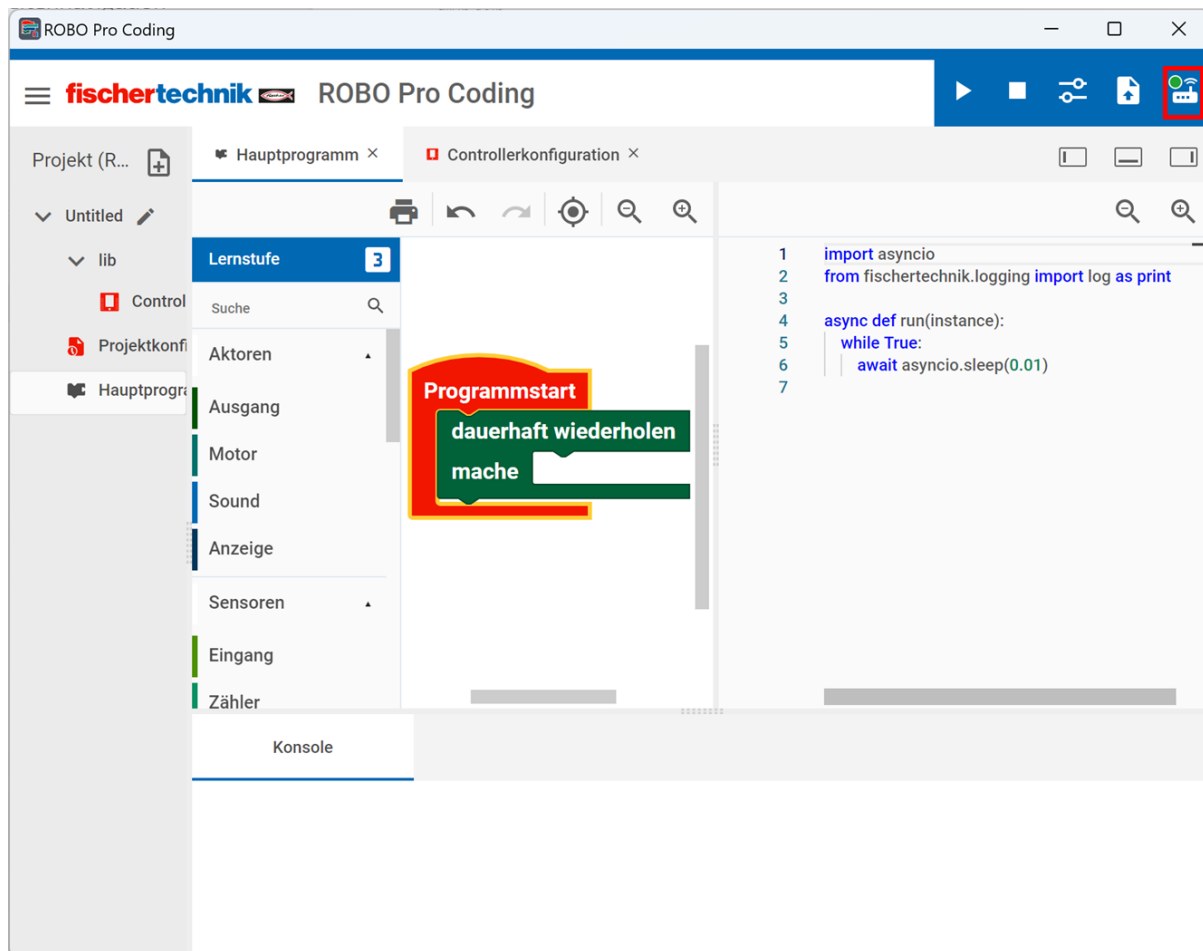 ROBO Pro Coding
fischertechnik ROBO Pro Coding
Projekt (R...
Hauptprogramm
Controllerkonfiguration
Untitled
lib
Control
Projektkonfi
Hauptprogra
Lernstufe 3
Suche
Aktoren
Ausgang
Motor
Sound
Anzeige
Sensoren
Eingang
Zähler
Programmstart
dauerhaft wiederholen
mache
1 import asyncio
2 from fischertechnik.logging import log as print
3
4 async def run(instance):
5 while True:
6 await asyncio.sleep(0.01)
7
Konsole